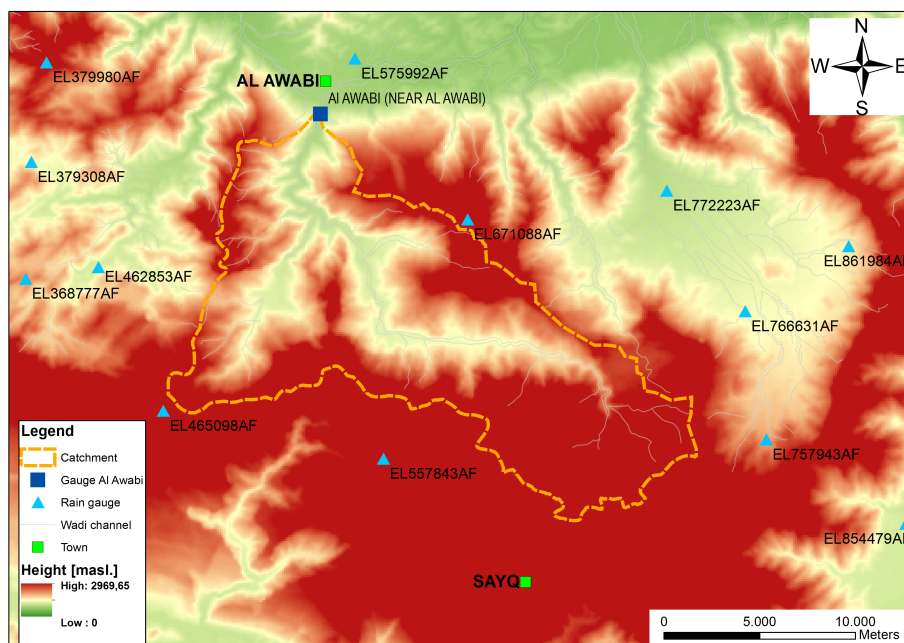 N
W E
S
EL379980AF
EL575992AF
AL AWABI
Al AWABI (NEAR AL AWABI)
EL379308AF
EL772223AF
EL671088AF
EL861984AF
EL462853AF
EL368777AF
EL766631AF
EL465098AF
EL557843AF
EL757943AF
EL854479AF
SAYQ
Legend
Catchment
Gauge Al Awabi
Rain gauge
Wadi channel
Town
Height [masl.]
High: 2969,65
Low : 0
0 5.000 10.000
Meters